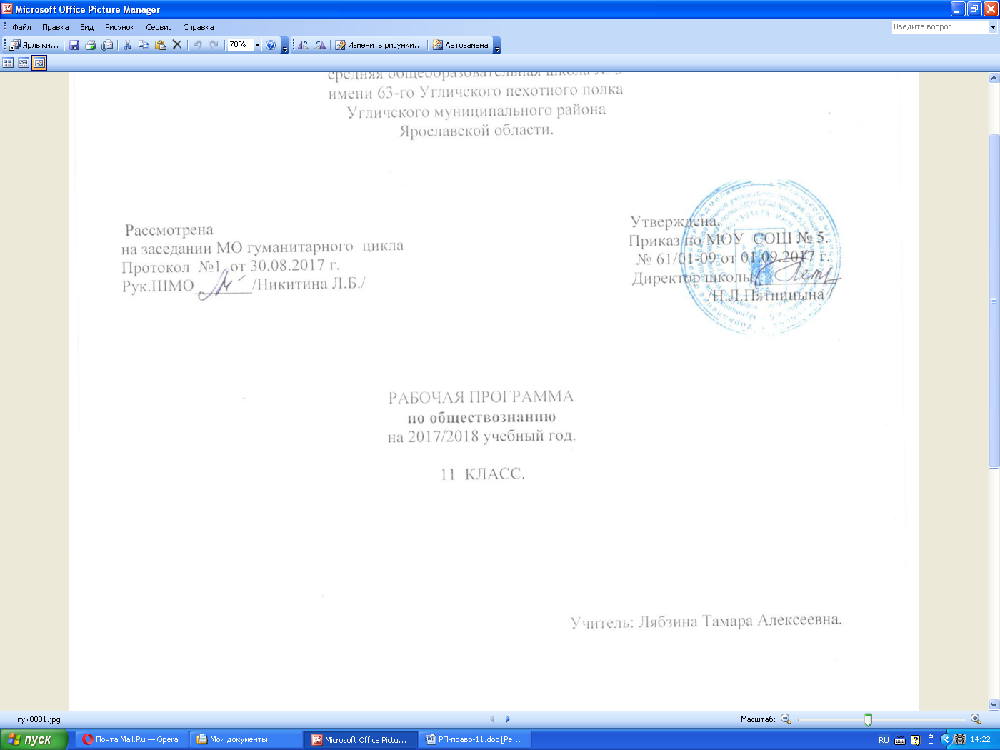 Microsoft Office Picture Manager
Файл Правка Вид Рисунок Сервис Справка
Введите вопрос
Ярлыки... 70% Изменить рисунки... Автозамена
средняя общеобразовательная школа № 5
имени 63-го Угличского пехотного полка
Угличского муниципального района
Ярославской области.
Рассмотрена
на заседании МО гуманитарного цикла
Протокол №1 от 30.08.2017 г.
Рук.ШМО /Никитина Л.Б./
Утверждена.
Приказ по МОУ СОШ № 5.
№ 61/01-09 от 01.09.2017 г.
Директор школы
/Н.Л.Пятницына /
РАБОЧАЯ ПРОГРАММА
по обществознанию
на 2017/2018 учебный год.
11 КЛАСС.
Учитель: Лябзина Тамара Алексеевна.
гум0001.jpg
Масштаб:
пуск Почта Mail.Ru — Opera Мои документы Microsoft Office Pictu... РП-право-11.doc [Ре... RU 14:22